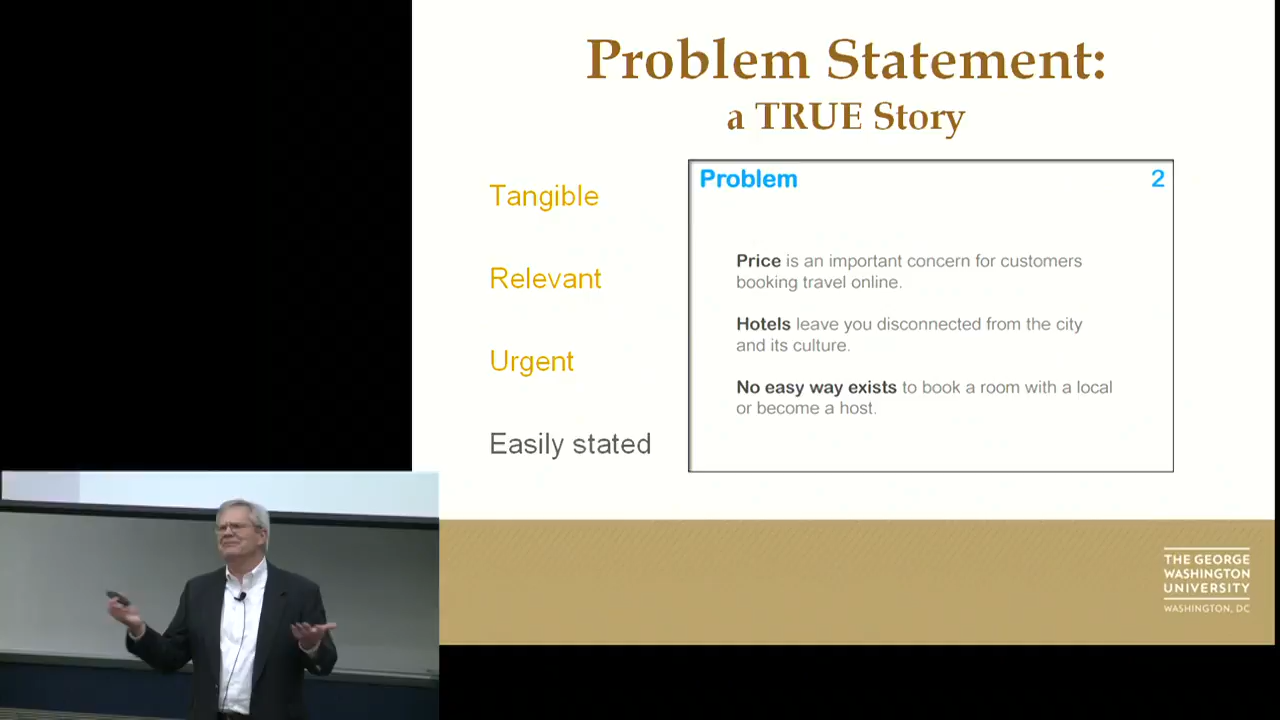 Problem Statement:
a TRUE Story
Tangible
Relevant
Urgent
Easily stated
Problem 2
Price is an important concern for customers
booking travel online.
Hotels leave you disconnected from the city
and its culture.
No easy way exists to book a room with a local
or become a host.
THE GEORGE
WASHINGTON
UNIVERSITY
WASHINGTON, DC